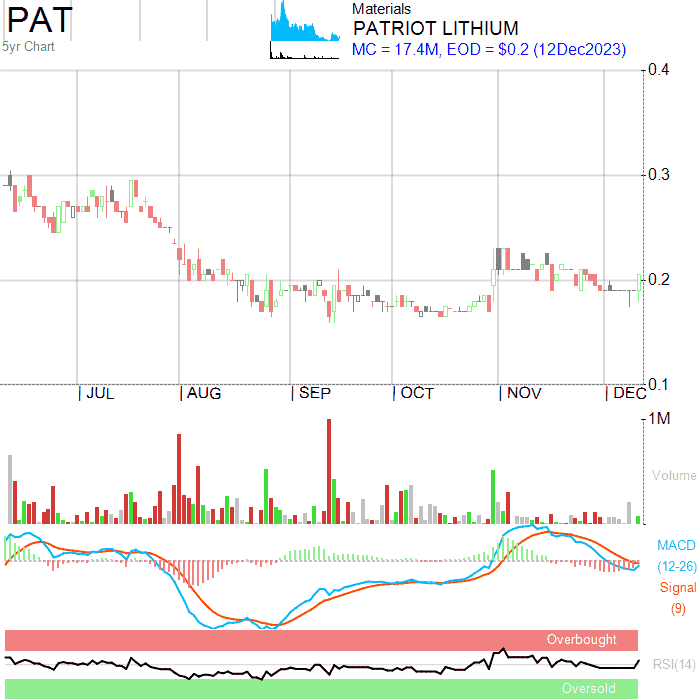 PAT
5yr Chart
Materials
PATRIOT LITHIUM
MC = 17.4M, EOD = $0.2 (12Dec2023)
0.4
0.3
0.2
0.1
| JUL | AUG | SEP | OCT | NOV | DEC
1M
Volume
MACD
(12-26)
Signal
(9)
Overbought
RSI(14)
Oversold